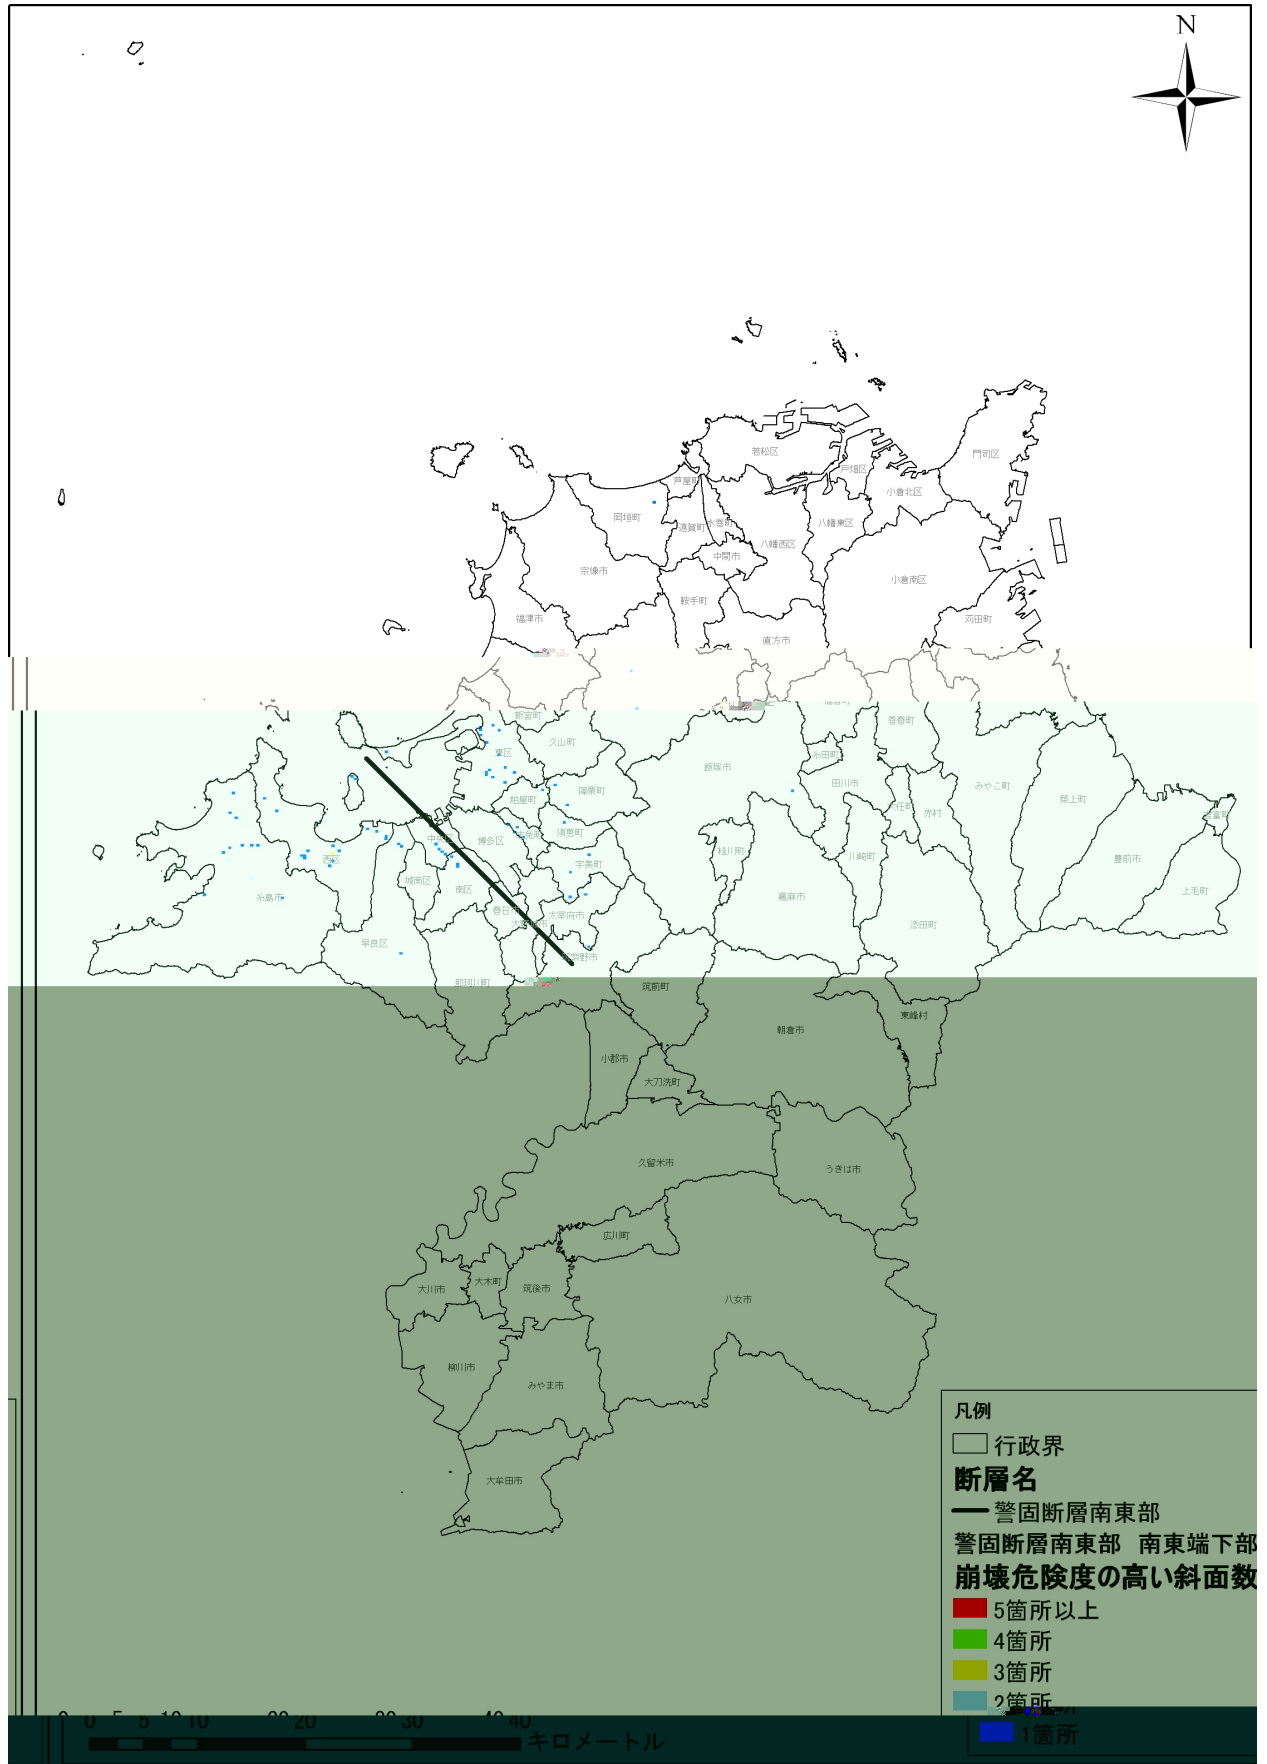 N
若松区
門司区
戸畑区
芦屋町
小倉北区
岡垣町
遠賀町
水巻町
八幡東区
八幡西区
中間市
宗像市
小倉南区
鞍手町
福津市
苅田町
直方市
新宮町
香春町
東区
久山町
飯塚市
糸田町
田川市
みやこ町
篠栗町
粕屋町
築上町
赤村
須恵町
博多区
桂川町
川崎町
西区
宇美町
豊前市
城南区
南区
嘉麻市
上毛町
糸島市
春日市
太宰府市
添田町
早良区
那珂川町
筑前町
東峰村
朝倉市
小郡市
大刀洗町
久留米市
うきは市
広川町
大川市
大木町
筑後市
八女市
柳川市
みやま市
大牟田市
凡例
行政界
断層名
警固断層南東部
警固断層南東部 南東端下部
崩壊危険度の高い斜面数
5箇所以上
4箇所
3箇所
2箇所
1箇所
0 5 10 20 30 40
キロメートル